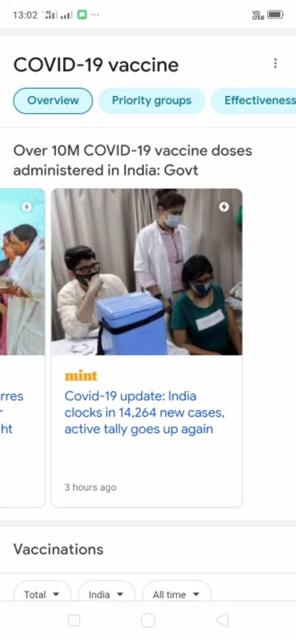 13:02
COVID-19 vaccine
Overview
Priority groups
Effectiveness
Over 10M COVID-19 vaccine doses
administered in India: Govt
rres
r
ht
mint
Covid-19 update: India
clocks in 14,264 new cases,
active tally goes up again
3 hours ago
Vaccinations
Total
India
All time